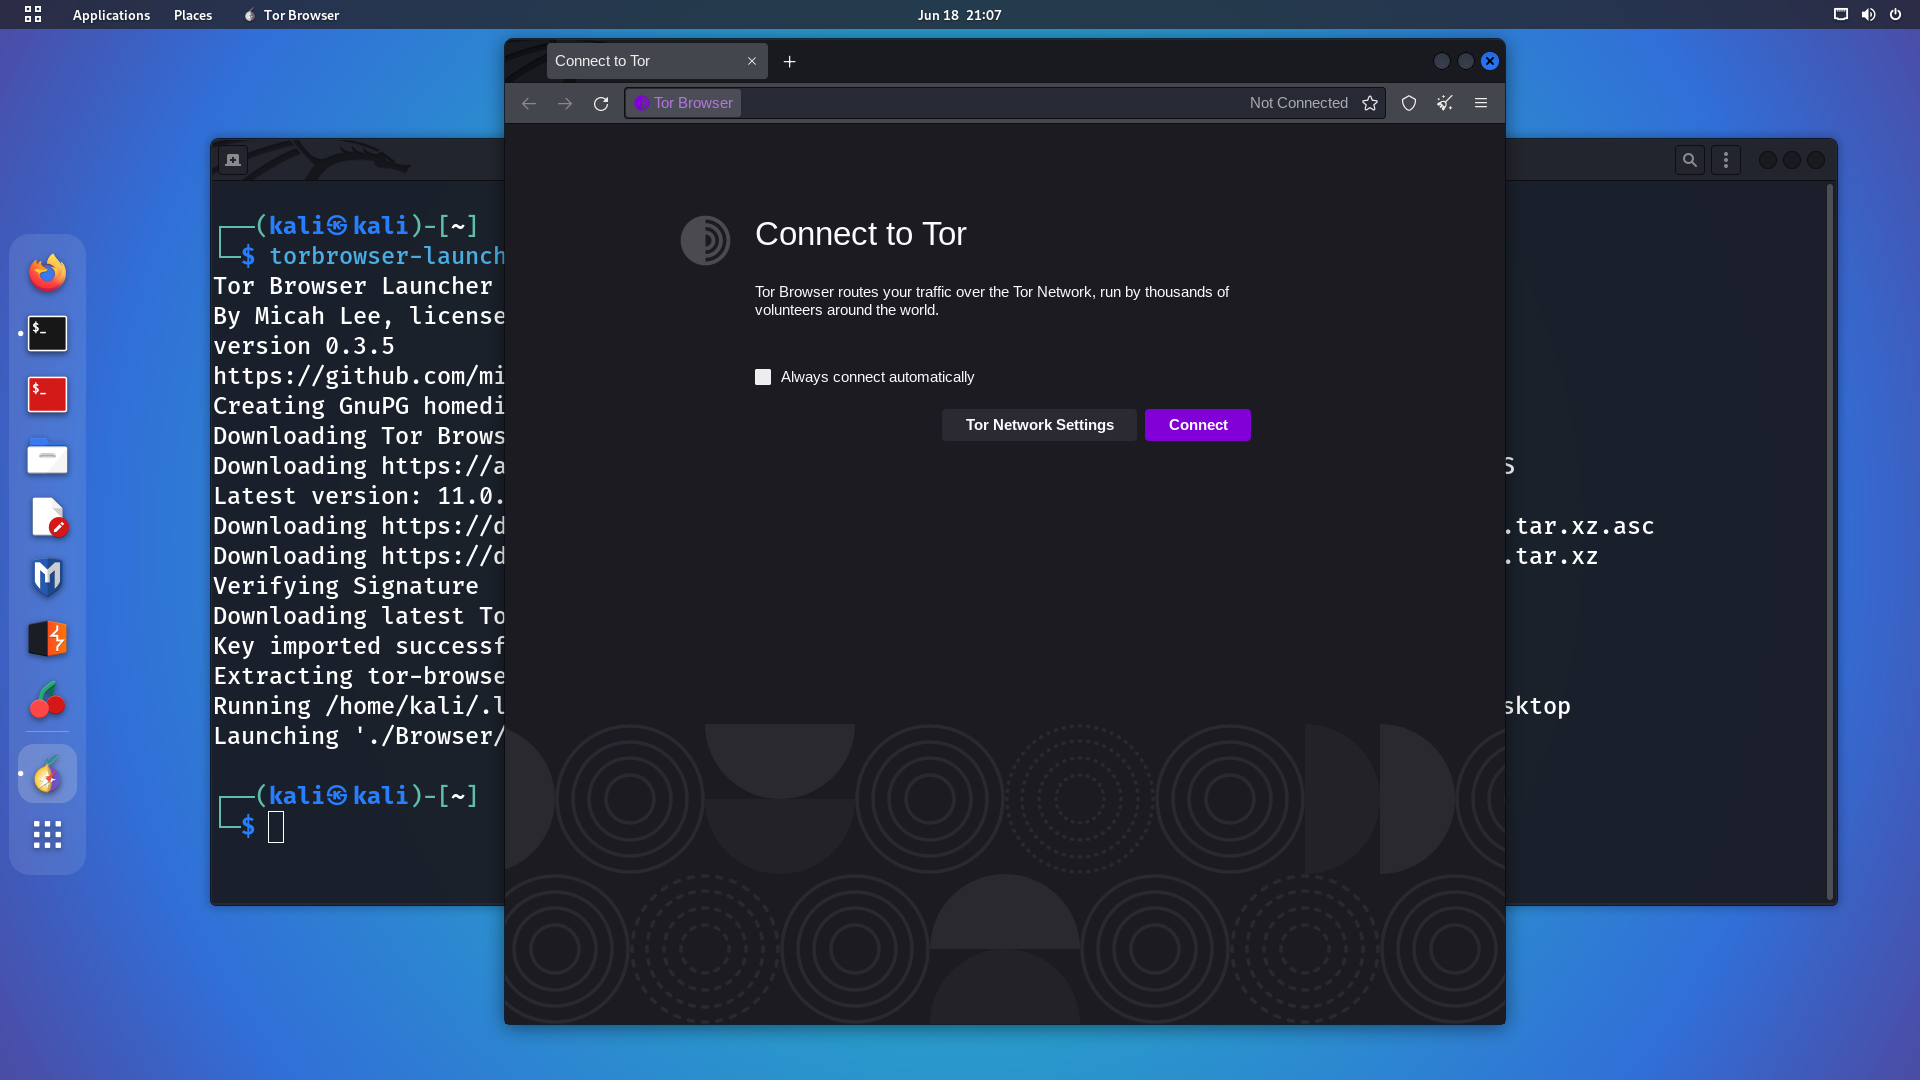 Applications Places Tor Browser Jun 18 21:07
Connect to Tor
Tor Browser Not Connected
Connect to Tor
Tor Browser routes your traffic over the Tor Network, run by thousands of
volunteers around the world.
Always connect automatically
Tor Network Settings Connect
┌──(kali㉿kali)-[~]
└─$ torbrowser-launch
Tor Browser Launcher
By Micah Lee, license
version 0.3.5
https://github.com/mi
Creating GnuPG homedi
Downloading Tor Brows
Downloading https://a S
Latest version: 11.0.
Downloading https://d .tar.xz.asc
Downloading https://d .tar.xz
Verifying Signature
Downloading latest To
Key imported successf
Extracting tor-browse
Running /home/kali/.l sktop
Launching './Browser/
┌──(kali㉿kali)-[~]
└─$
$_
$_